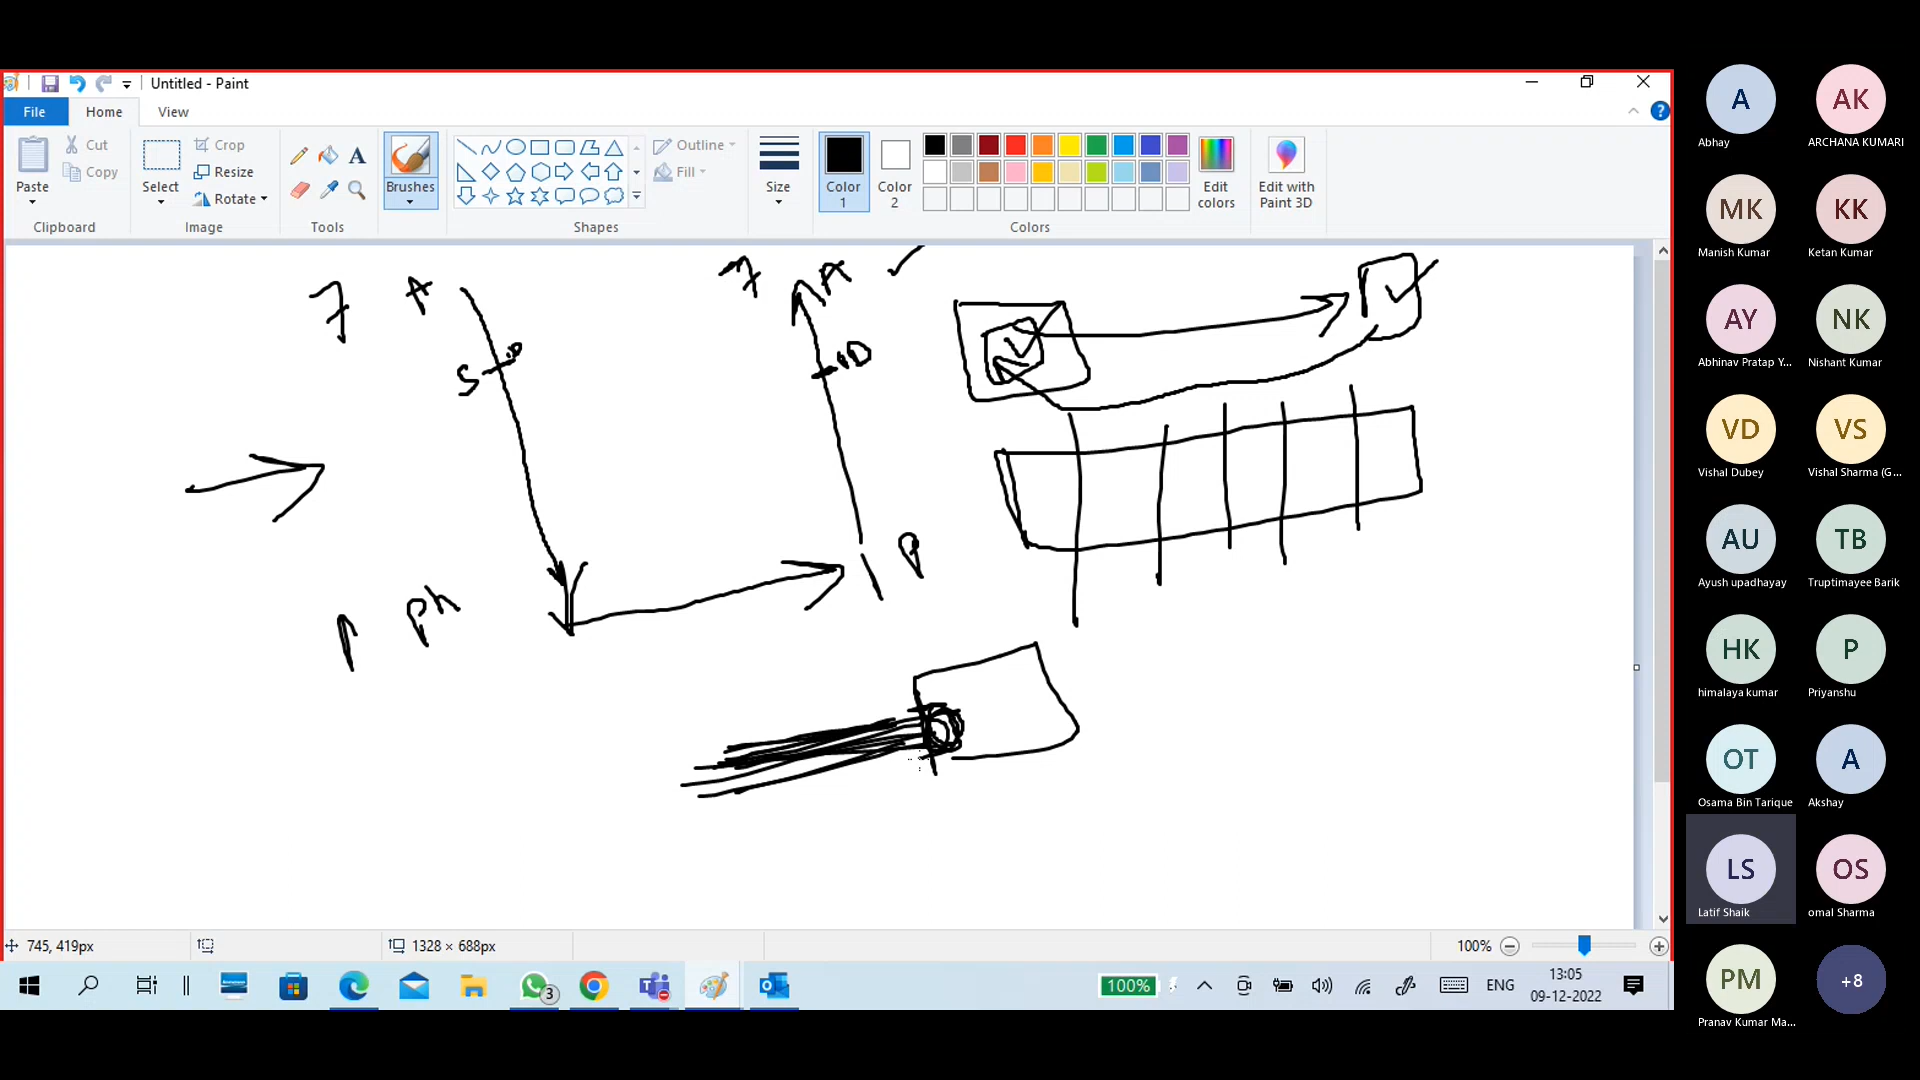 Untitled - Paint
File Home View
Paste
Cut
Copy
Clipboard
Select
Crop
Resize
Rotate
Image
A
Tools
Brushes
Outline
Fill
Shapes
Size
Color 1
Color 2
Edit colors
Colors
Edit with Paint 3D
?
7 A
7 A
S
D
P
P Ph
745, 419px
1328 × 688px
100%
3
100%
ENG
13:05
09-12-2022
A
Abhay
AK
ARCHANA KUMARI
MK
Manish Kumar
KK
Ketan Kumar
AY
Abhinav Pratap Y...
NK
Nishant Kumar
VD
Vishal Dubey
VS
Vishal Sharma (G...
AU
Ayush upadhayay
TB
Truptimayee Barik
HK
himalaya kumar
P
Priyanshu
OT
Osama Bin Tarique
A
Akshay
LS
Latif Shaik
OS
omal Sharma
PM
Pranav Kumar Ma...
+8